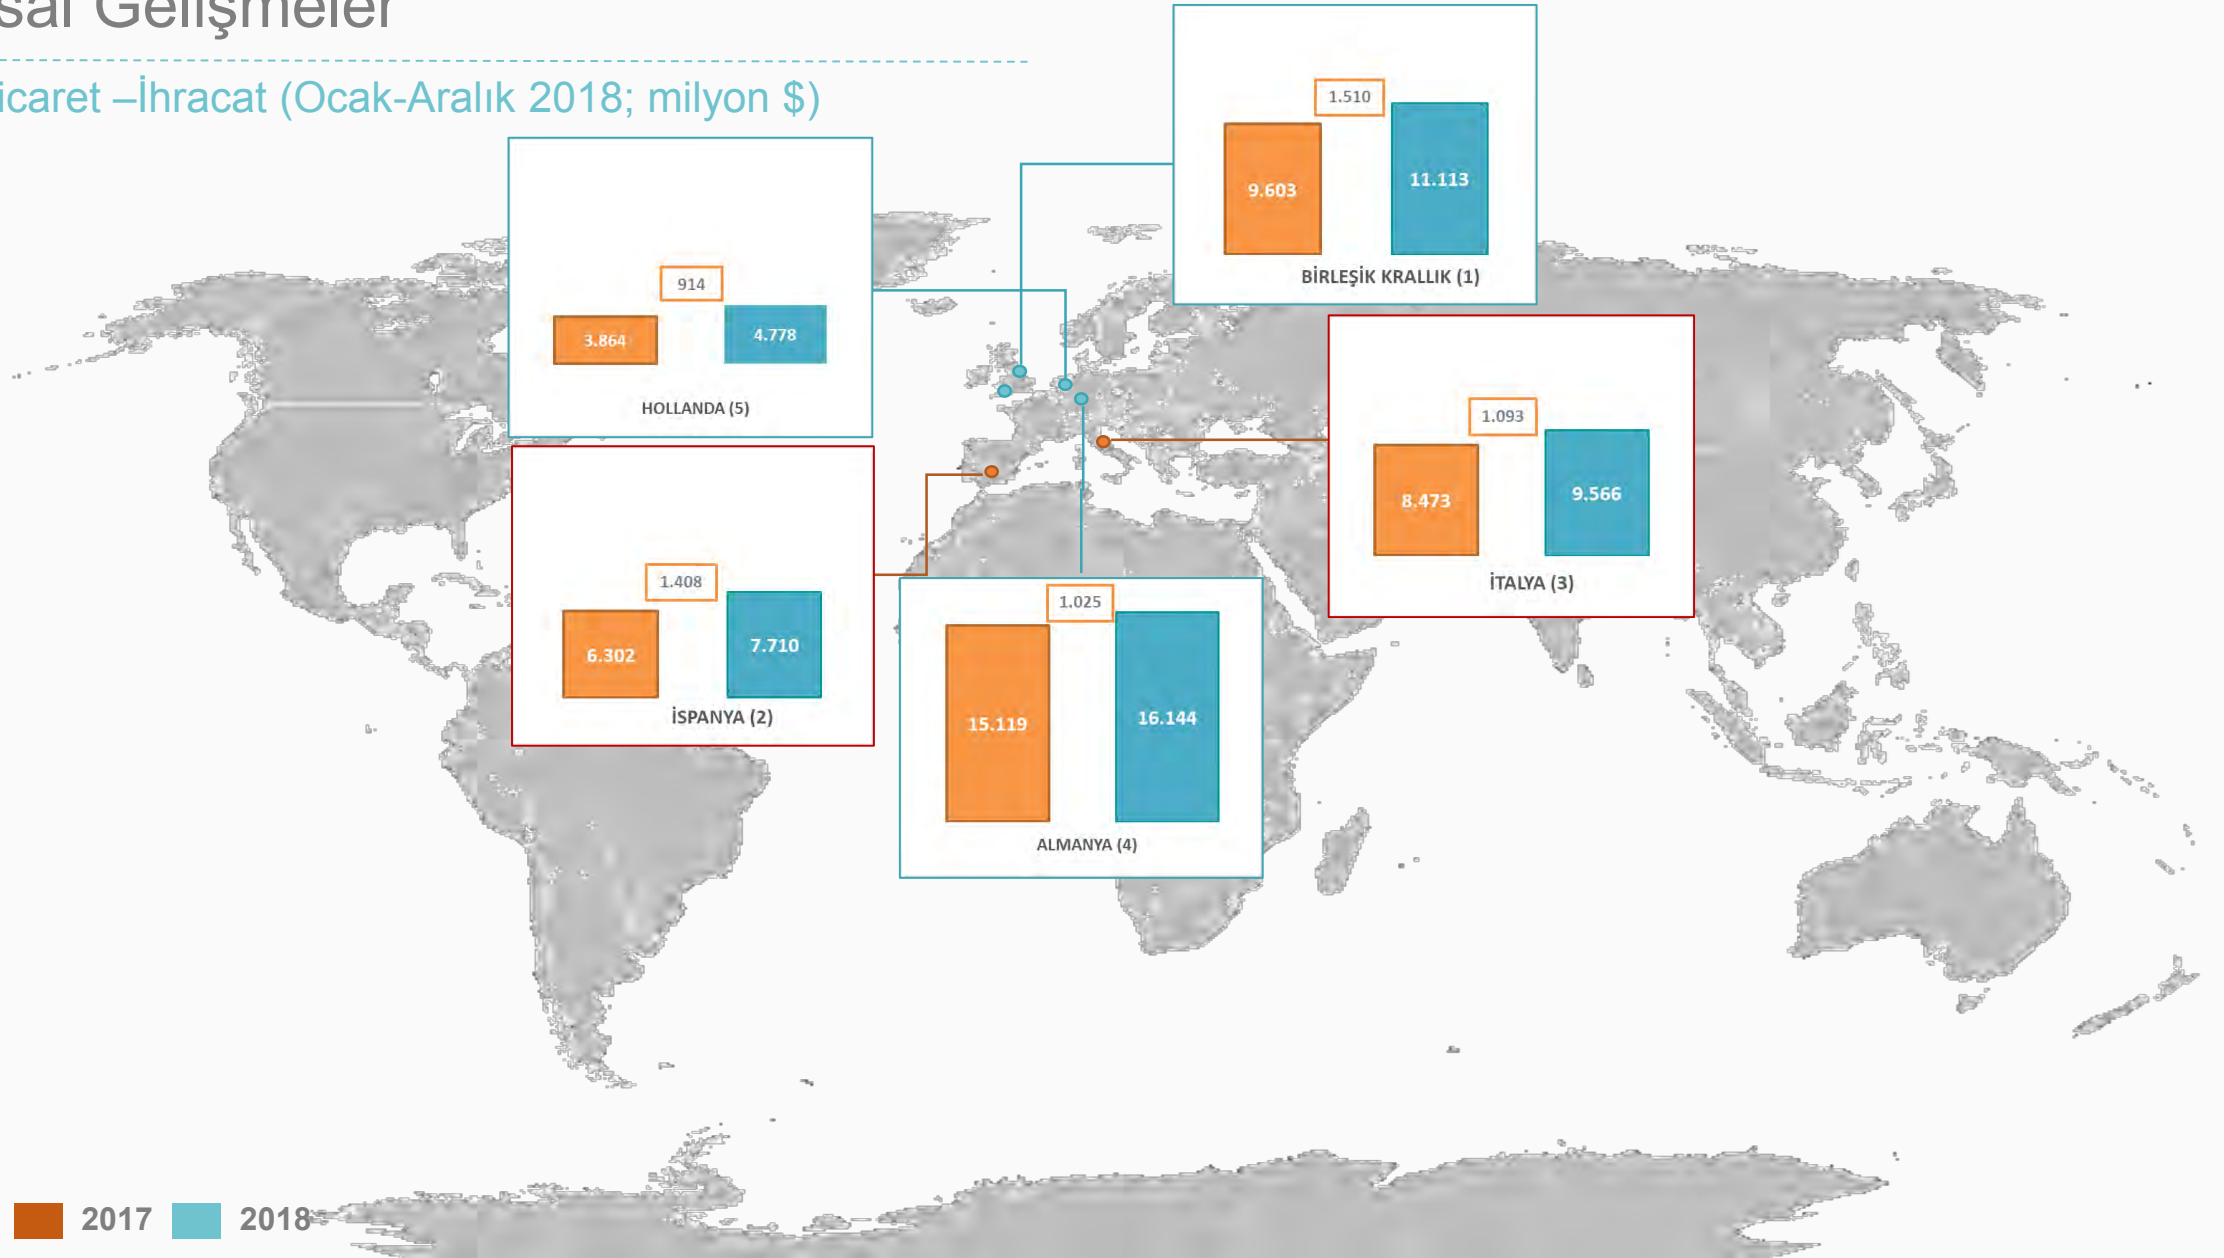 sal Gelişmeler
icaret –İhracat (Ocak-Aralık 2018; milyon $)
1.510
9.603
11.113
BİRLEŞİK KRALLIK (1)
914
3.864
4.778
HOLLANDA (5)
1.093
8.473
9.566
İTALYA (3)
1.408
6.302
7.710
İSPANYA (2)
1.025
15.119
16.144
ALMANYA (4)
2017
2018